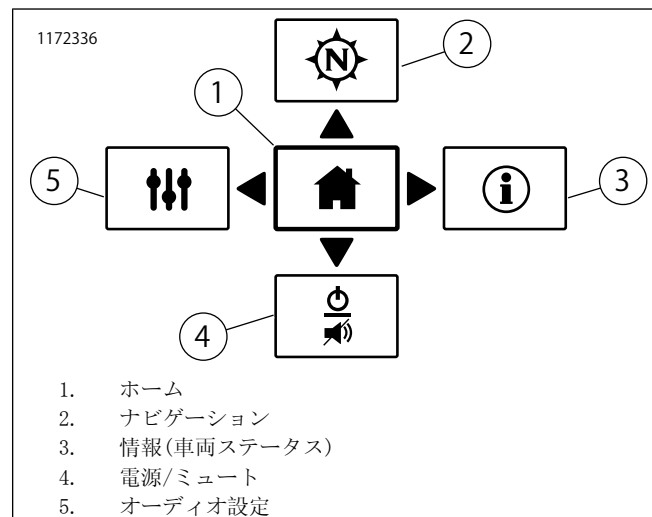 1172336
N
2
1
5
3
i
4
1. ホーム
2. ナビゲーション
3. 情報(車両ステータス)
4. 電源/ミュート
5. オーディオ設定